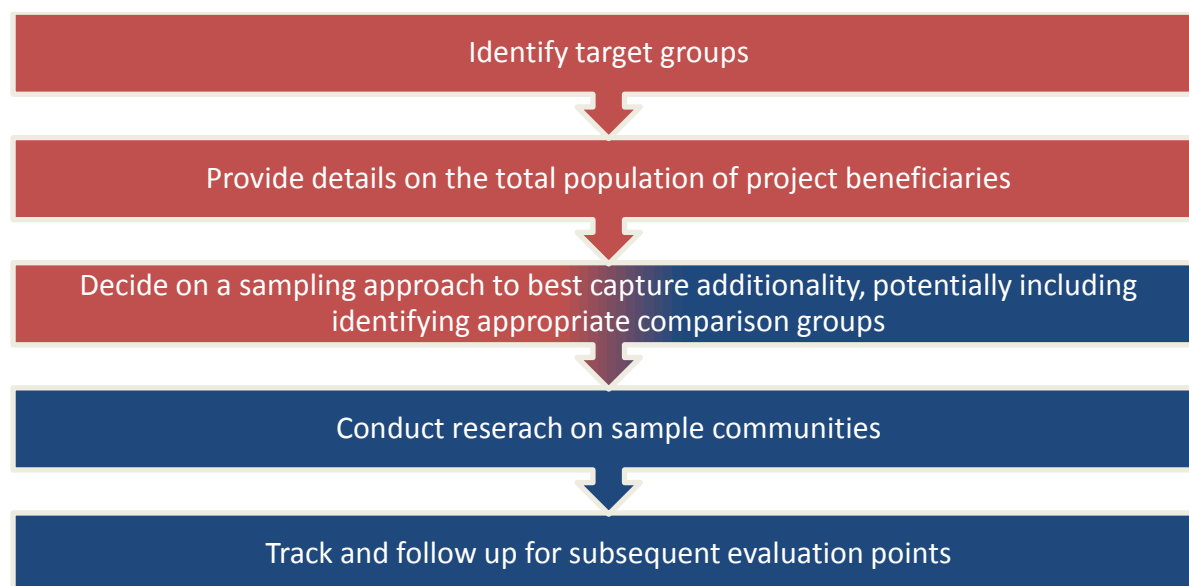 Identify target groups
Provide details on the total population of project beneficiaries
Decide on a sampling approach to best capture additionality, potentially including
identifying appropriate comparison groups
Conduct reserach on sample communities
Track and follow up for subsequent evaluation points